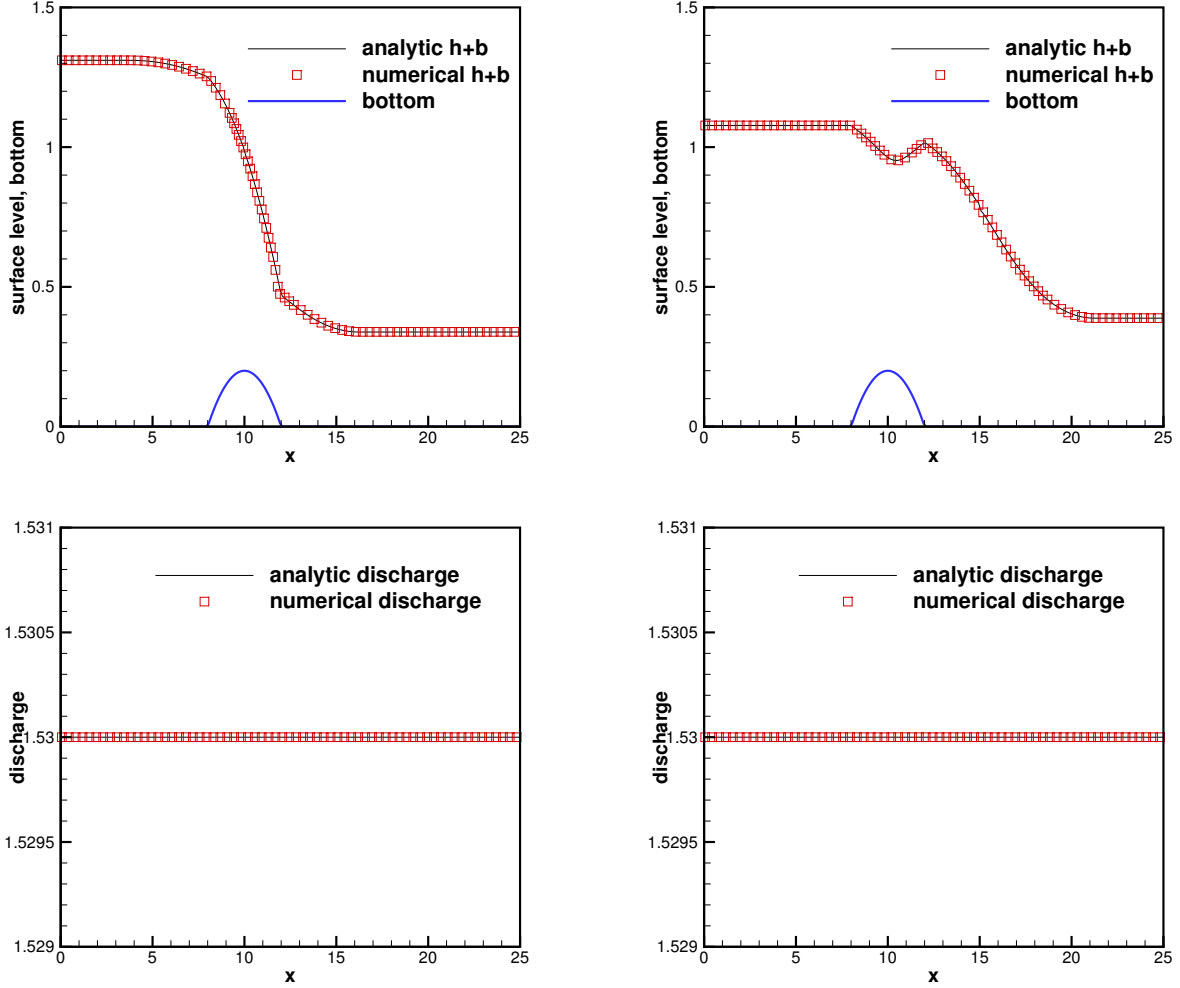 1.5
analytic h+b
numerical h+b
bottom
1
0.5
0
surface level, bottom
0 5 10 15 20 25
x
1.5
analytic h+b
numerical h+b
bottom
1
0.5
0
surface level, bottom
0 5 10 15 20 25
x
1.531
analytic discharge
numerical discharge
1.5305
1.53
1.5295
1.529
discharge
0 5 10 15 20 25
x
1.531
analytic discharge
numerical discharge
1.5305
1.53
1.5295
1.529
discharge
0 5 10 15 20 25
x